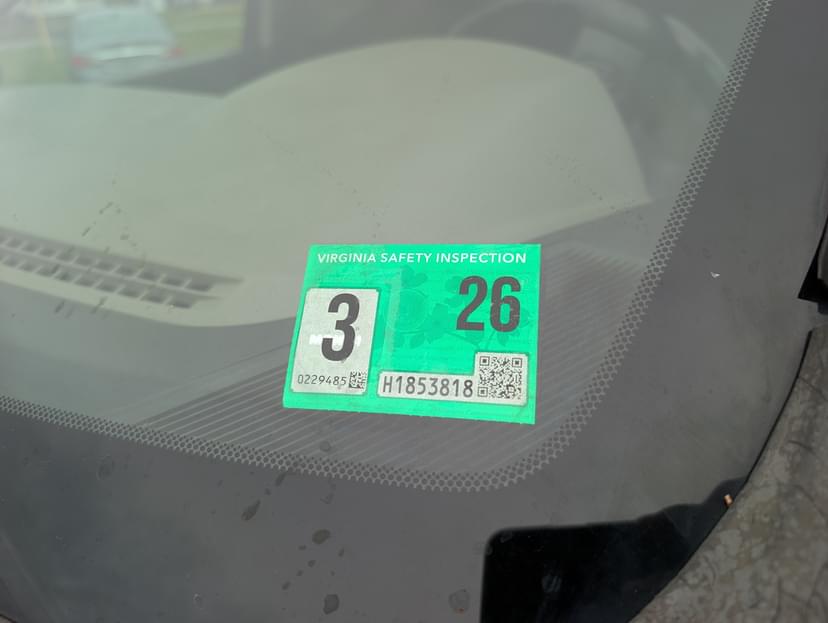 VIRGINIA SAFETY INSPECTION
3
26
0229485
H1853818